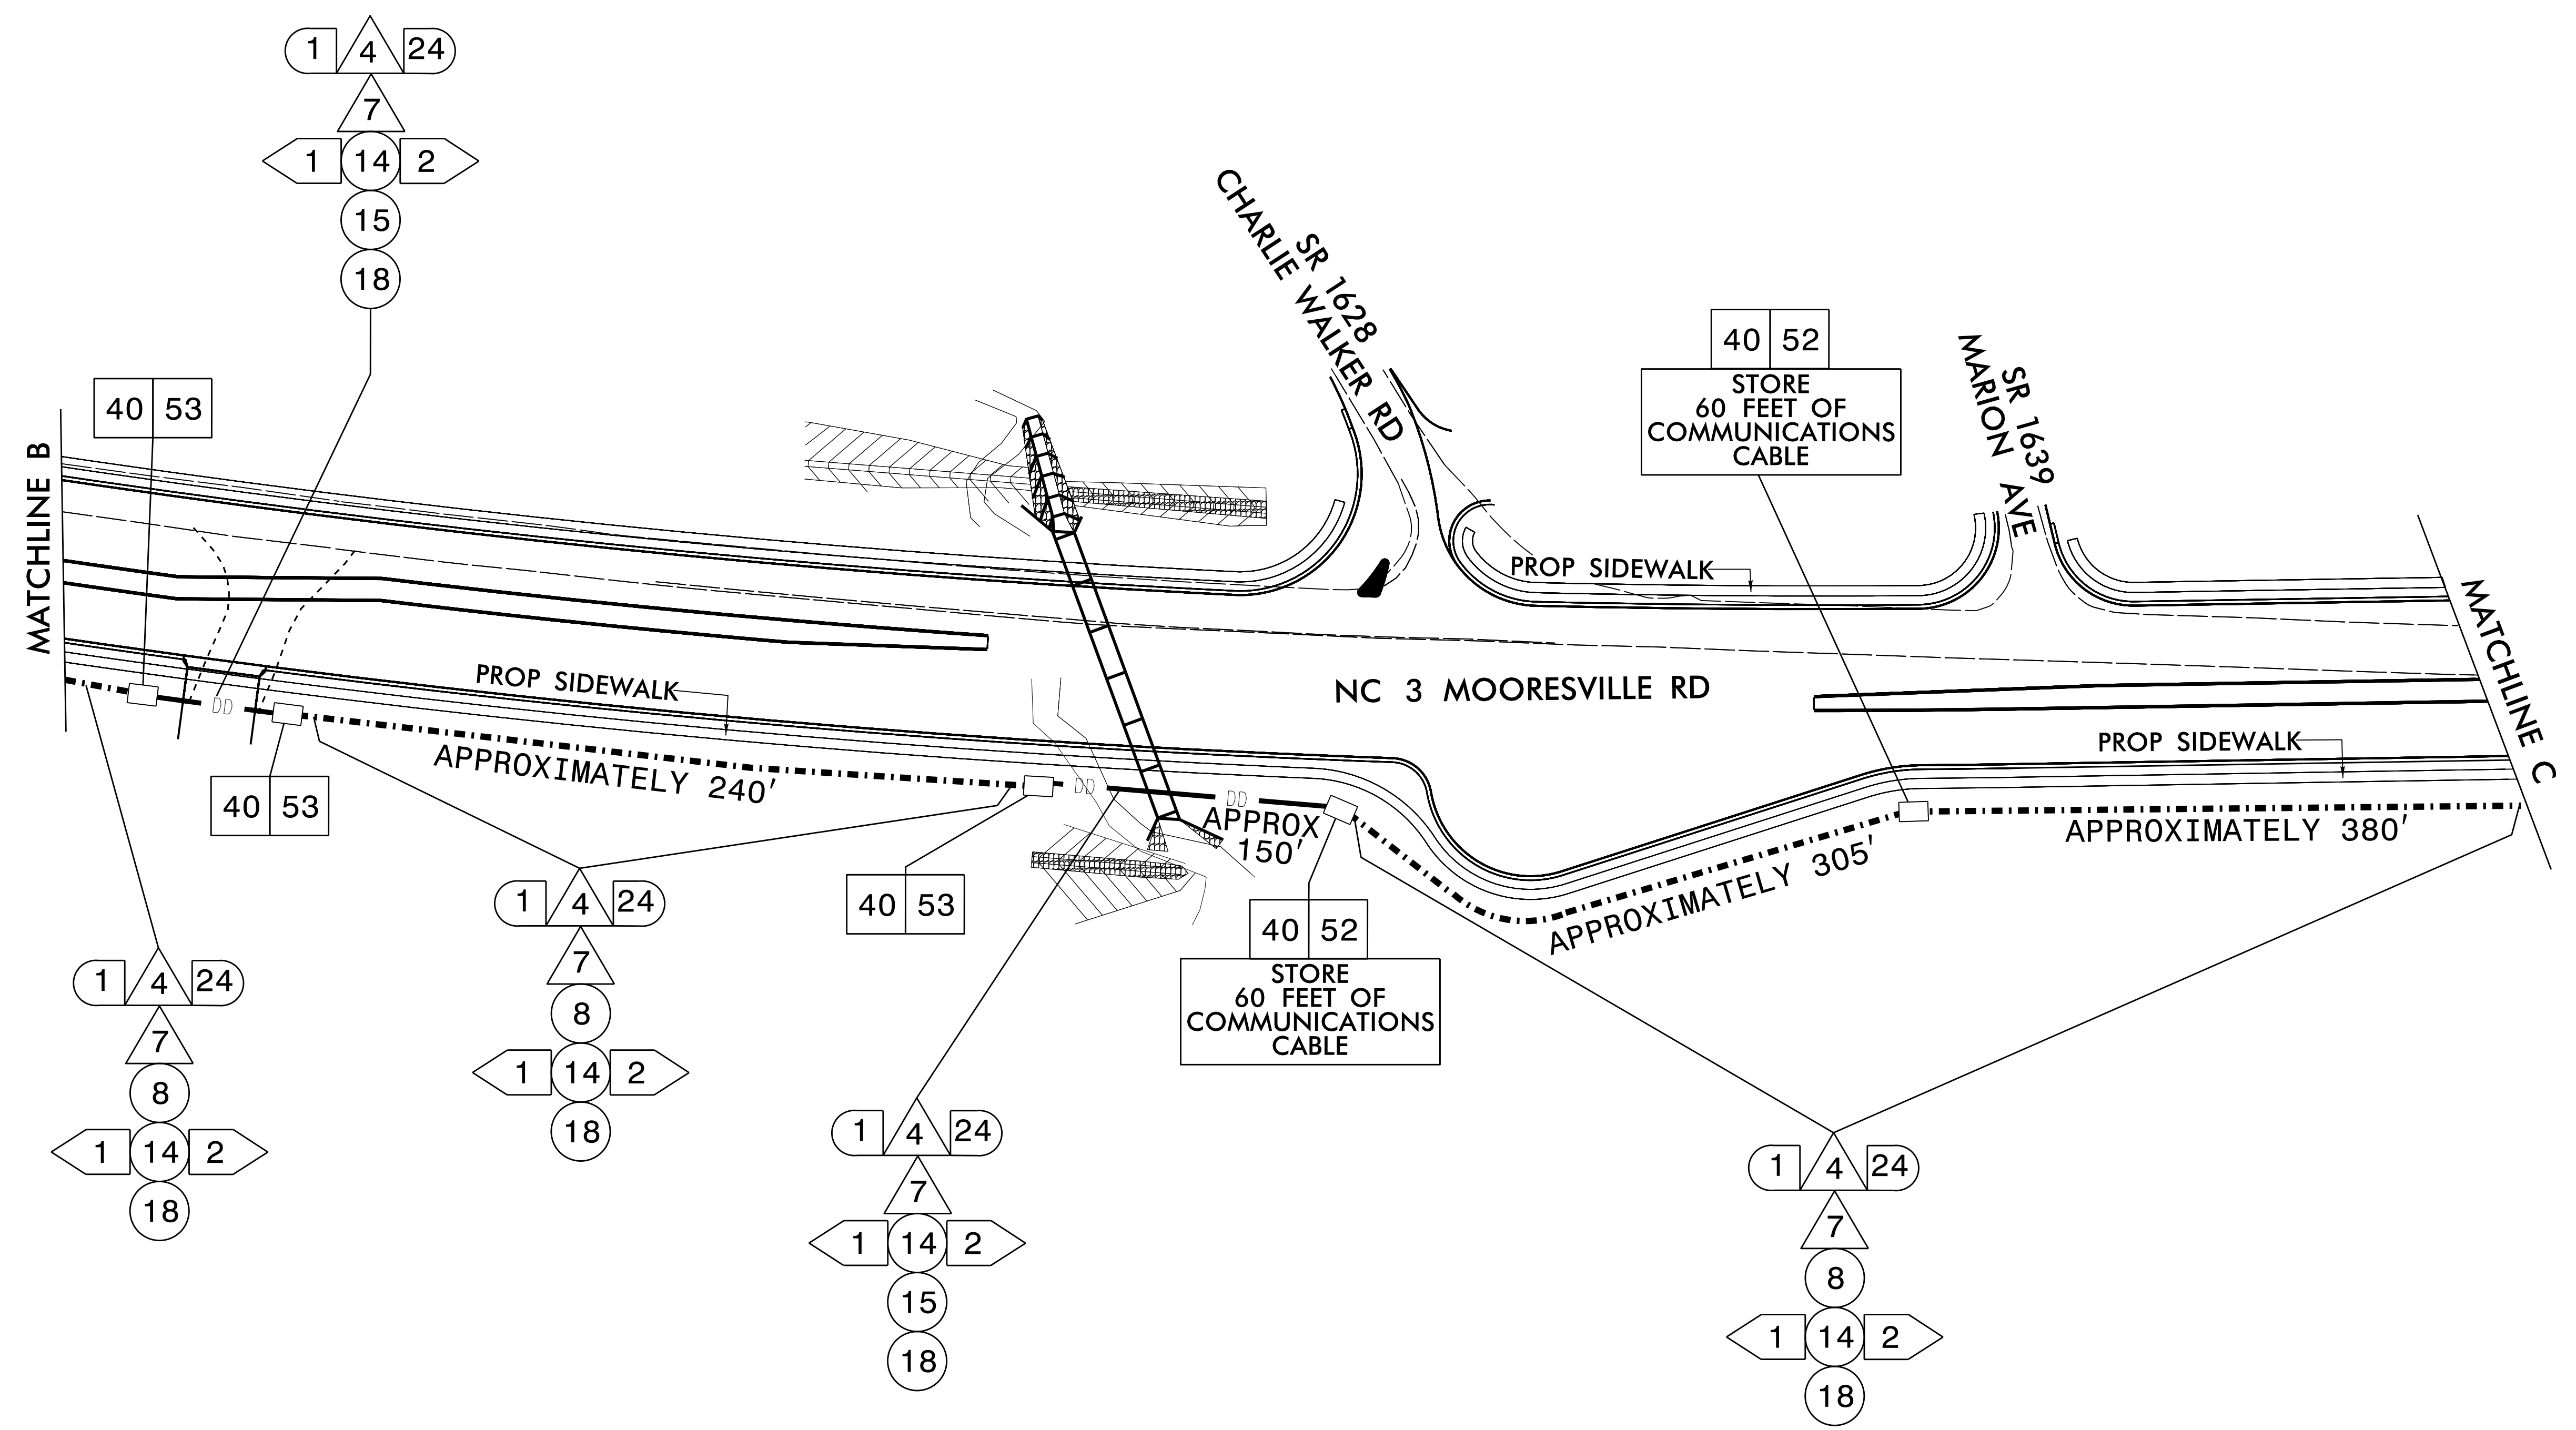 1 4 24
7
1 14 2
15
18
SR 1628
CHARLIE WALKER RD
40 52
STORE
60 FEET OF
COMMUNICATIONS
CABLE
SR 1639
MARION AVE
40 53
MATCHLINE B
PROP SIDEWALK
MATCHLINE C
PROP SIDEWALK
NC 3 MOORESVILLE RD
DD
PROP SIDEWALK
APPROXIMATELY 240'
40 53
DD
DD
APPROX
150'
APPROXIMATELY 305'
APPROXIMATELY 380'
40 53
40 52
STORE
60 FEET OF
COMMUNICATIONS
CABLE
1 4 24
7
8
1 14 2
18
1 4 24
7
8
1 14 2
18
1 4 24
7
1 14 2
15
18
1 4 24
7
8
1 14 2
18